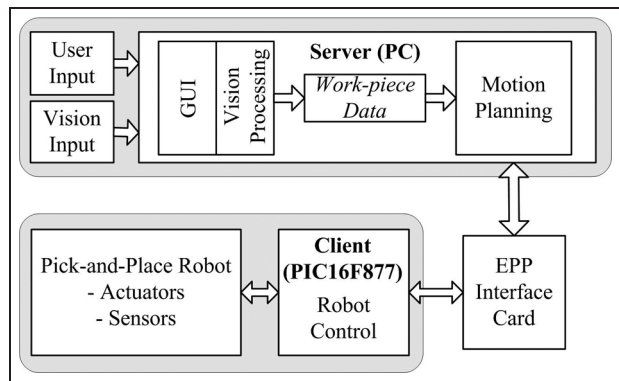 User
Input
Vision
Input
Server (PC)
GUI
Vision
Processing
Work-piece
Data
Motion
Planning
Pick-and-Place Robot
- Actuators
- Sensors
Client
(PIC16F877)
Robot
Control
EPP
Interface
Card